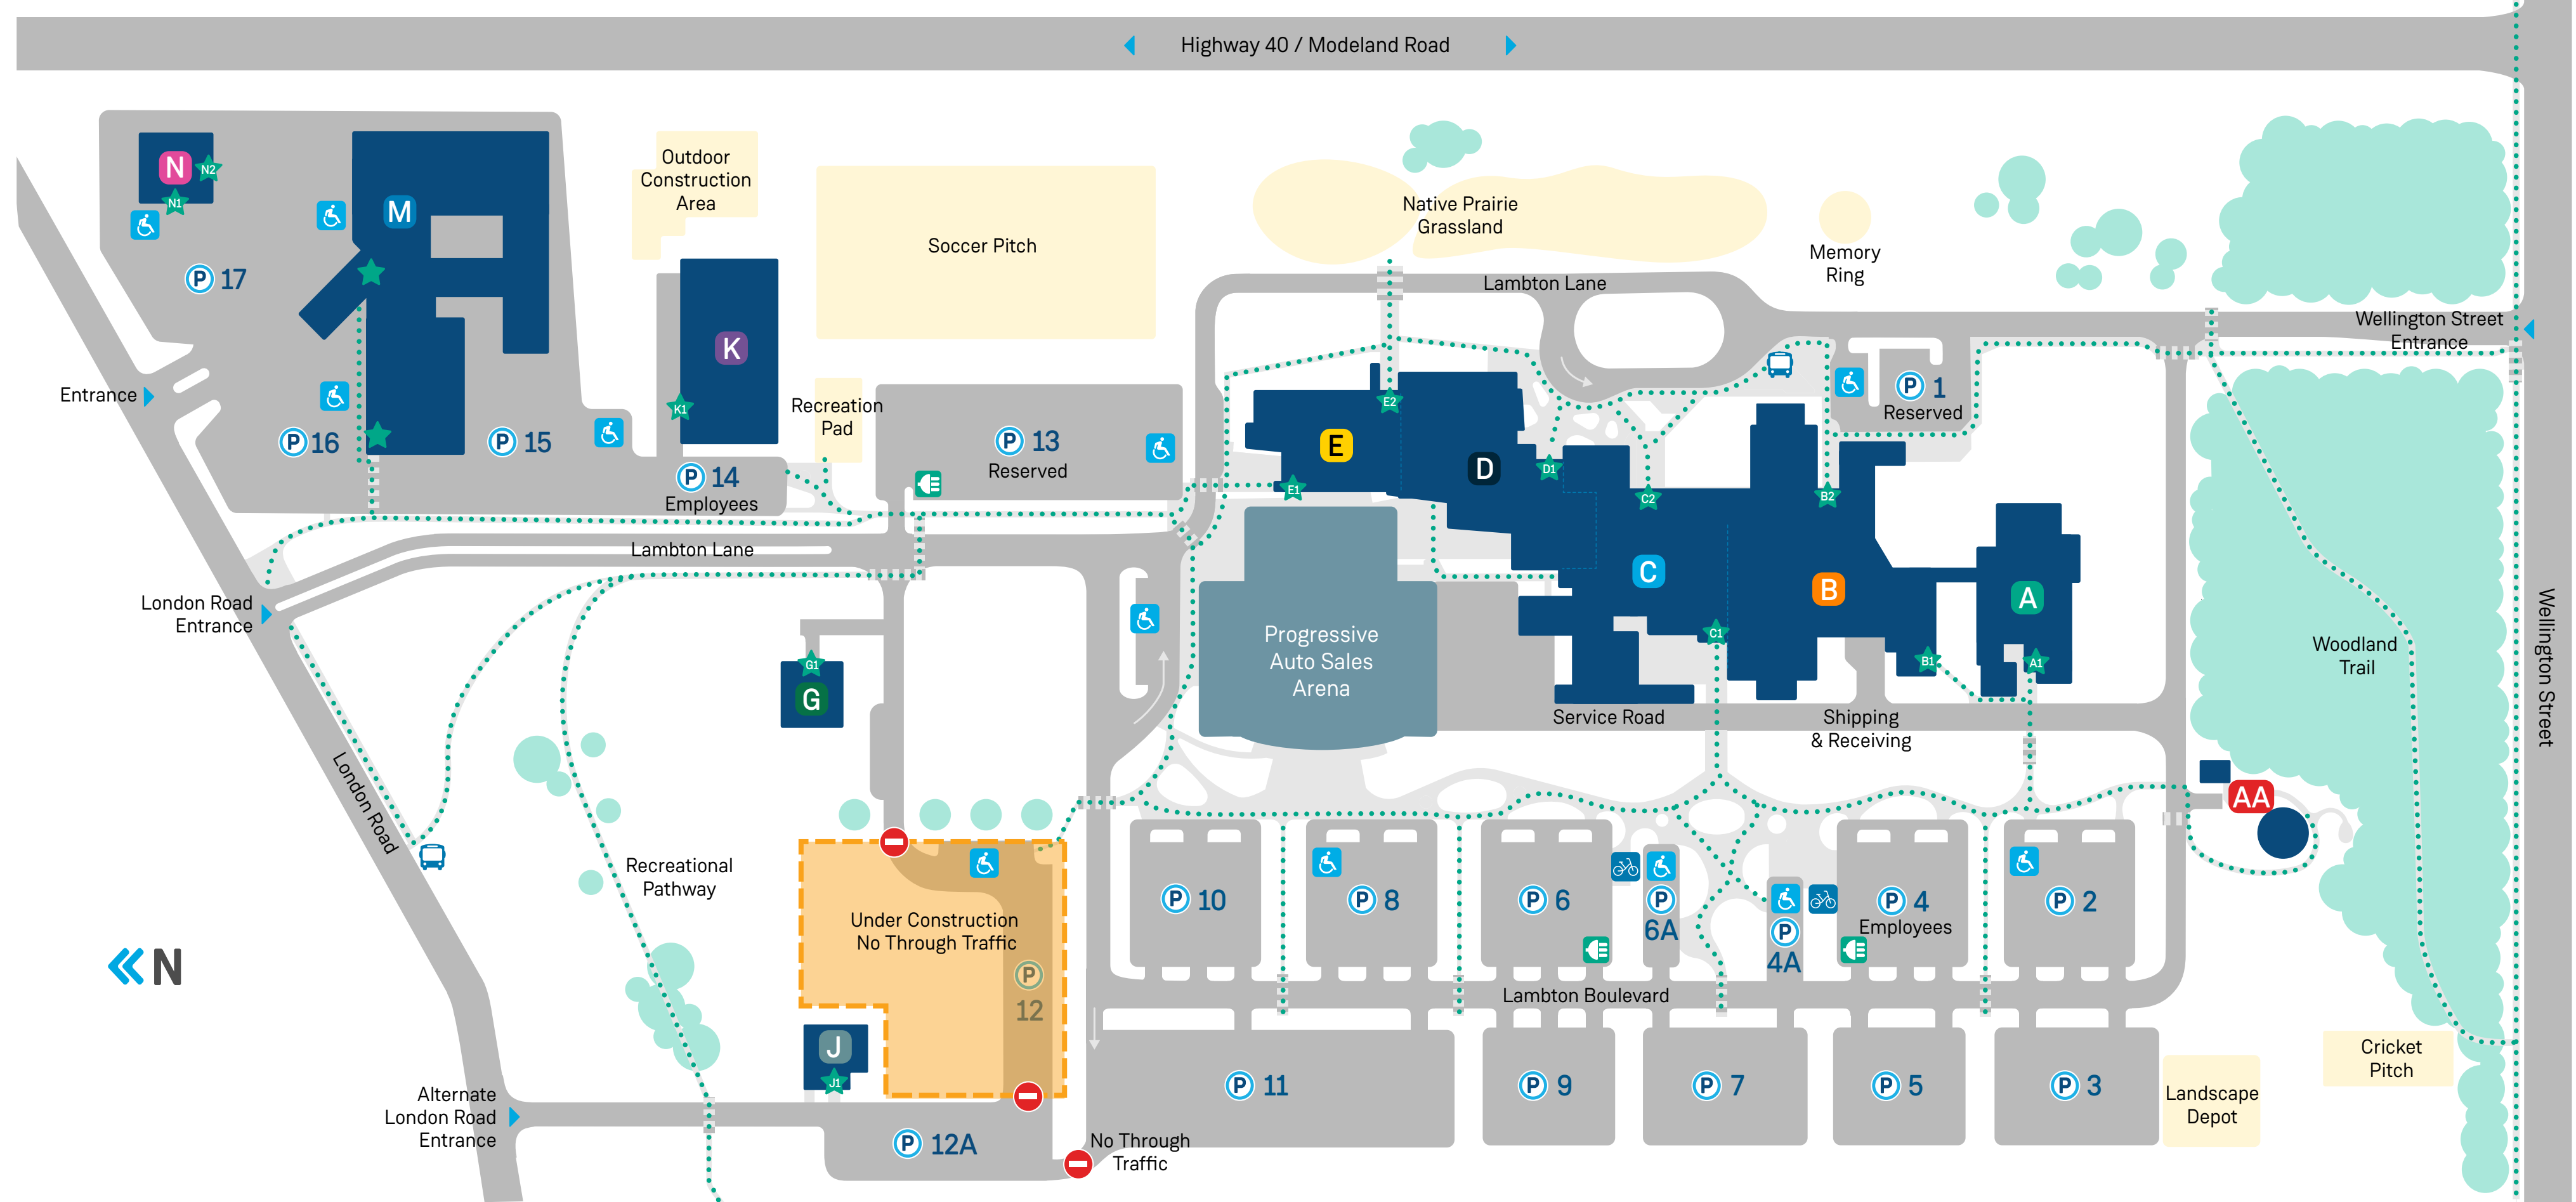 Highway 40 / Modeland Road
N
N2
N1
M
P 17
Outdoor
Construction
Area
Soccer Pitch
Native Prairie
Grassland
Memory
Ring
K
K1
Lambton Lane
Wellington Street
Entrance
Entrance
P 16
P 15
P 14
Employees
Recreation
Pad
P 13
Reserved
P 1
Reserved
E2
E
E1
D
D1
C2
B2
Lambton Lane
London Road
Entrance
C
B
A
C1
B1
A1
G1
G
Progressive
Auto Sales
Arena
Service Road
Shipping
& Receiving
Woodland
Trail
Wellington Street
London Road
AA
Recreational
Pathway
Under Construction
No Through Traffic
P
12
P 10
P 8
P 6
P
6A
P
4A
P 4
Employees
P 2
N
Lambton Boulevard
J
J1
P 11
P 9
P 7
P 5
P 3
Landscape
Depot
Cricket
Pitch
Alternate
London Road
Entrance
P 12A
No Through
Traffic